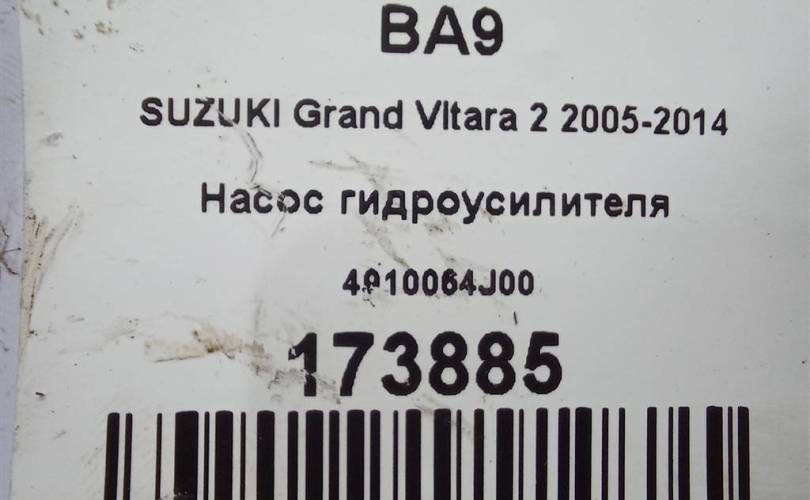 BA9
SUZUKI Grand VItara 2 2005-2014
Насос гидроусилителя
4910064J00
173885